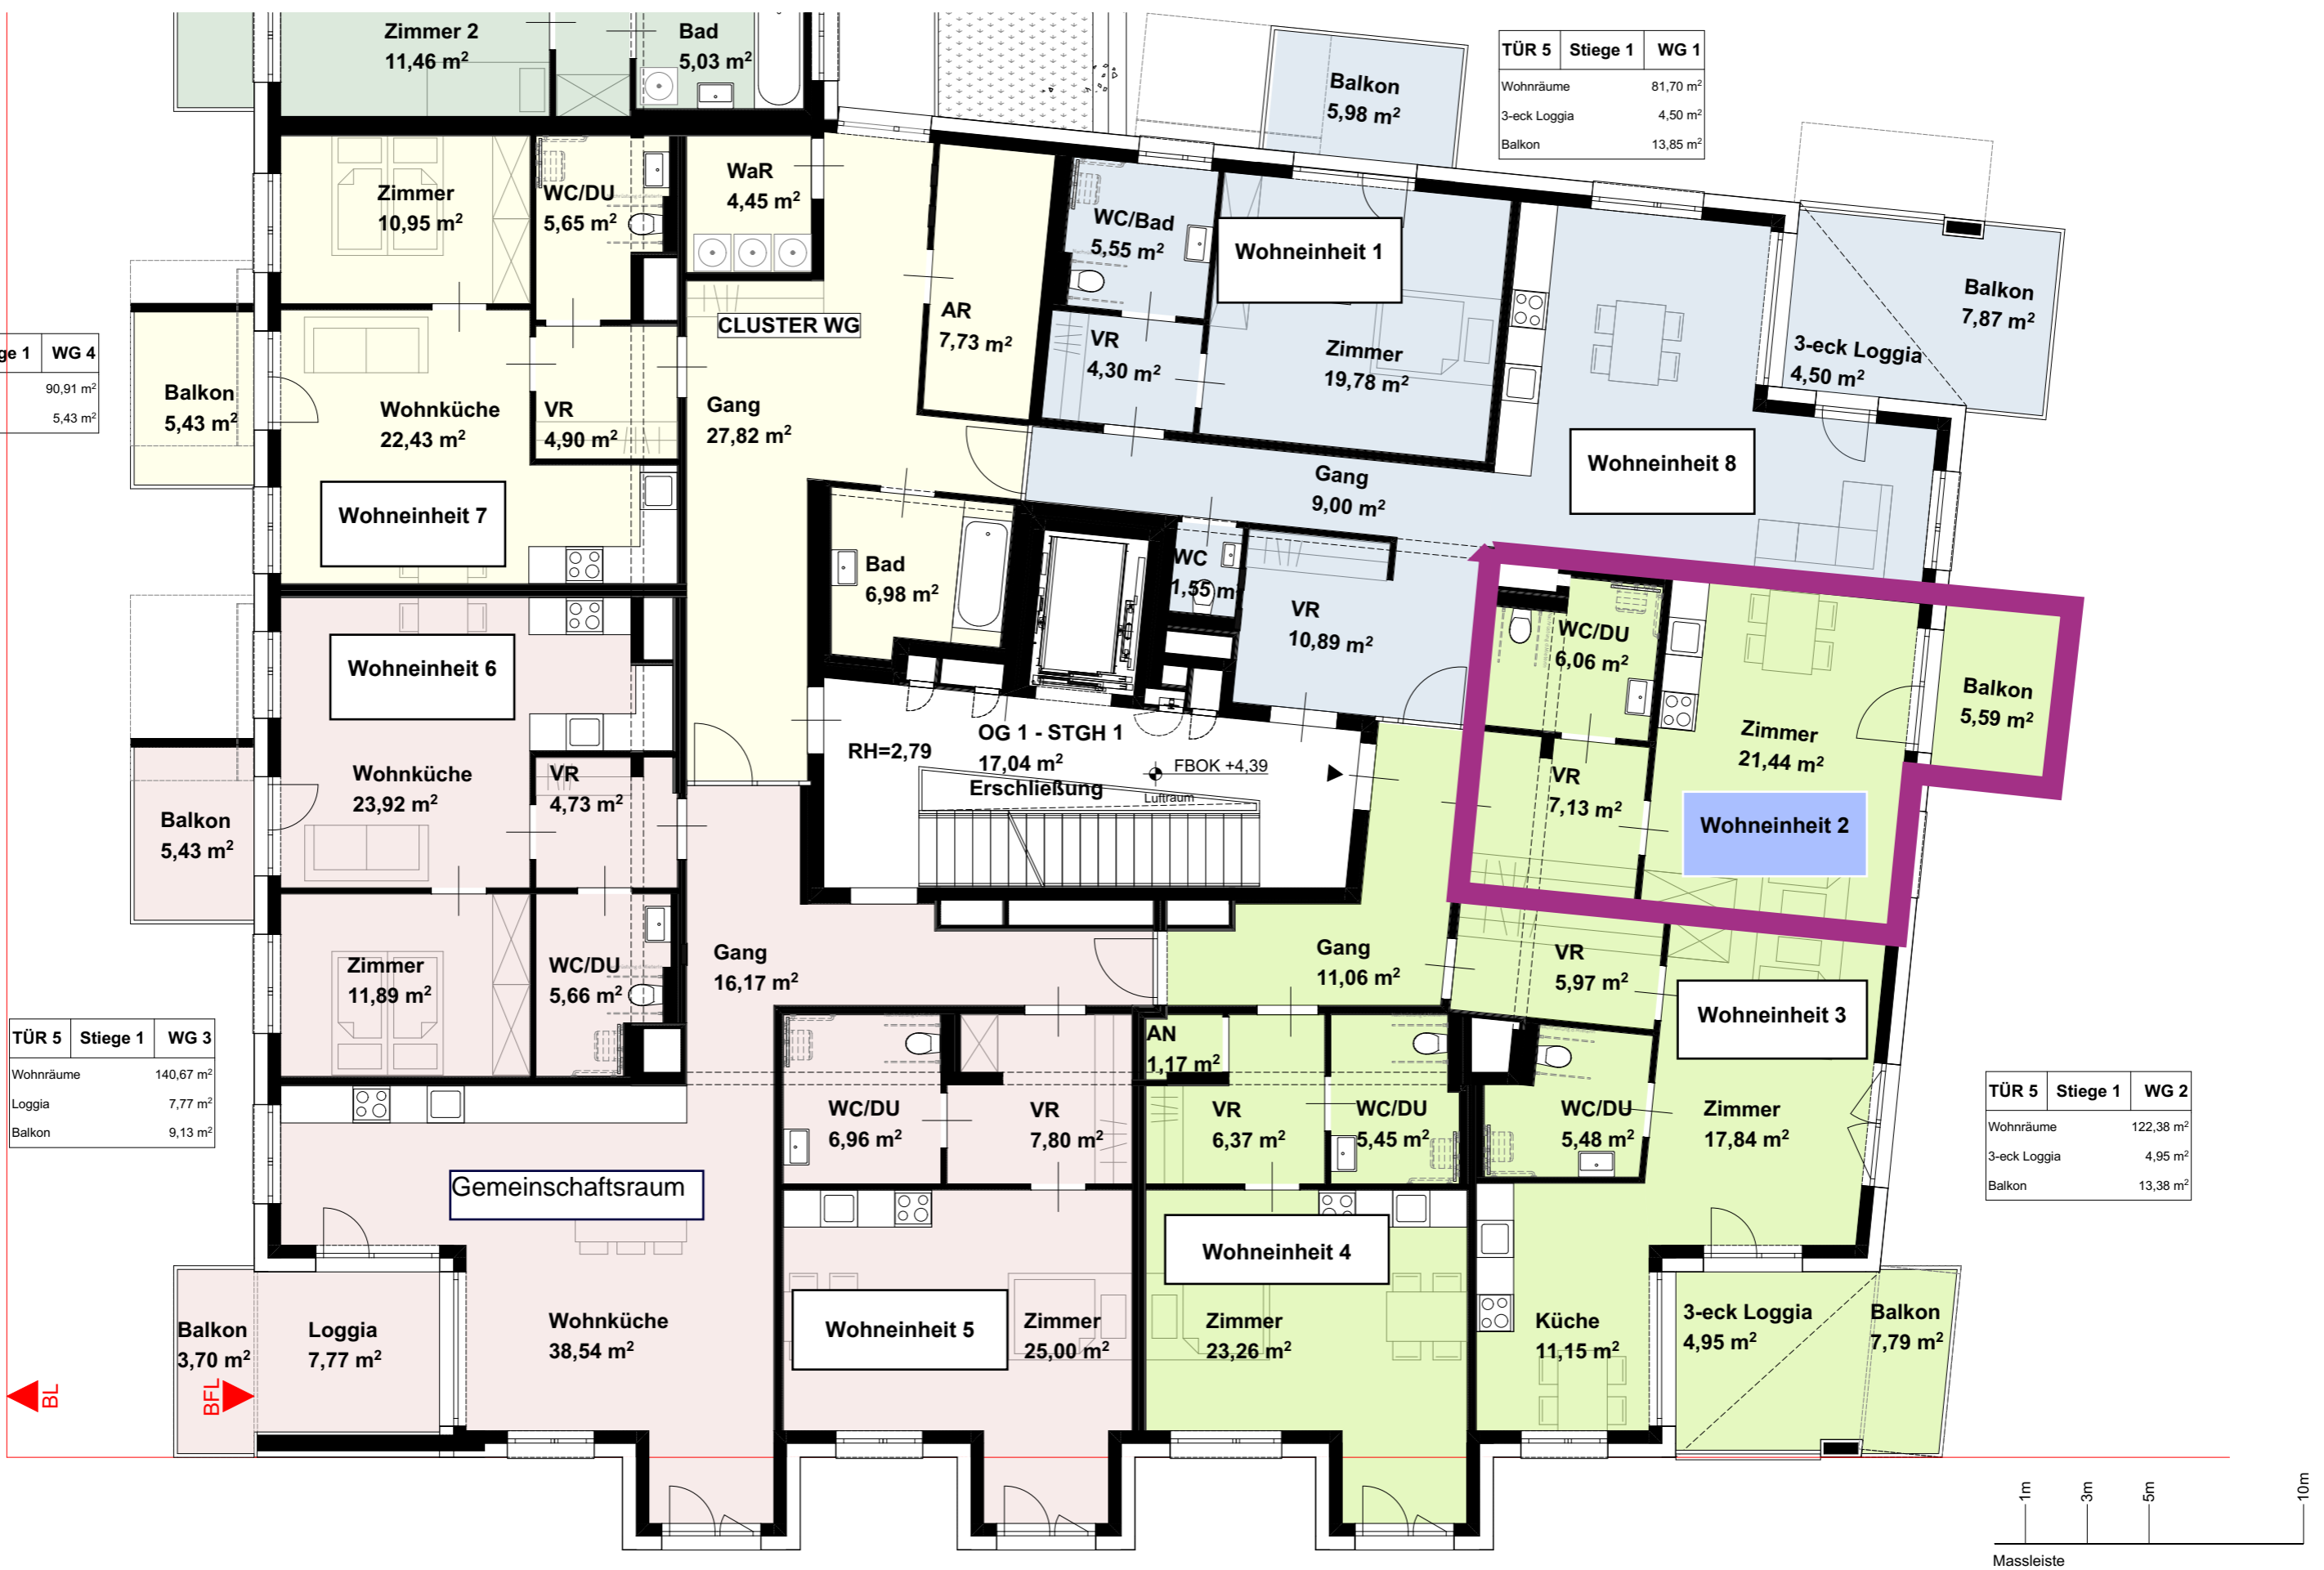 Zimmer 2
11,46 m²
Bad
5,03 m²
Balkon
5,98 m²
TÜR 5 Stiege 1 WG 1
Wohnräume 81,70 m²
3-eck Loggia 4,50 m²
Balkon 13,85 m²
Zimmer
10,95 m²
WC/DU
5,65 m²
WaR
4,45 m²
CLUSTER WG
AR
7,73 m²
WC/Bad
5,55 m²
Wohneinheit 1
VR
4,30 m²
Zimmer
19,78 m²
Balkon
7,87 m²
3-eck Loggia
4,50 m²
ge 1 WG 4
90,91 m²
5,43 m²
Balkon
5,43 m²
Wohnküche
22,43 m²
VR
4,90 m²
Gang
27,82 m²
Wohneinheit 7
Gang
9,00 m²
Wohneinheit 8
Bad
6,98 m²
WC
1,55 m
VR
10,89 m²
WC/DU
6,06 m²
Balkon
5,59 m²
Zimmer
21,44 m²
VR
7,13 m²
Wohneinheit 2
Wohneinheit 6
RH=2,79
OG 1 - STGH 1
17,04 m²
Erschließung
FBOK +4,39
Luftraum
Wohnküche
23,92 m²
VR
4,73 m²
Balkon
5,43 m²
Zimmer
11,89 m²
WC/DU
5,66 m²
Gang
16,17 m²
Gang
11,06 m²
VR
5,97 m²
Wohneinheit 3
TÜR 5 Stiege 1 WG 3
Wohnräume 140,67 m²
Loggia 7,77 m²
Balkon 9,13 m²
AN
1,17 m²
WC/DU
6,96 m²
VR
7,80 m²
VR
6,37 m²
WC/DU
5,45 m²
WC/DU
5,48 m²
Zimmer
17,84 m²
TÜR 5 Stiege 1 WG 2
Wohnräume 122,38 m²
3-eck Loggia 4,95 m²
Balkon 13,38 m²
Gemeinschaftsraum
Wohneinheit 4
Balkon
3,70 m²
Loggia
7,77 m²
Wohnküche
38,54 m²
Wohneinheit 5
Zimmer
25,00 m²
Zimmer
23,26 m²
Küche
11,15 m²
3-eck Loggia
4,95 m²
Balkon
7,79 m²
BL
BFL
1m
3m
5m
10m
Massleiste